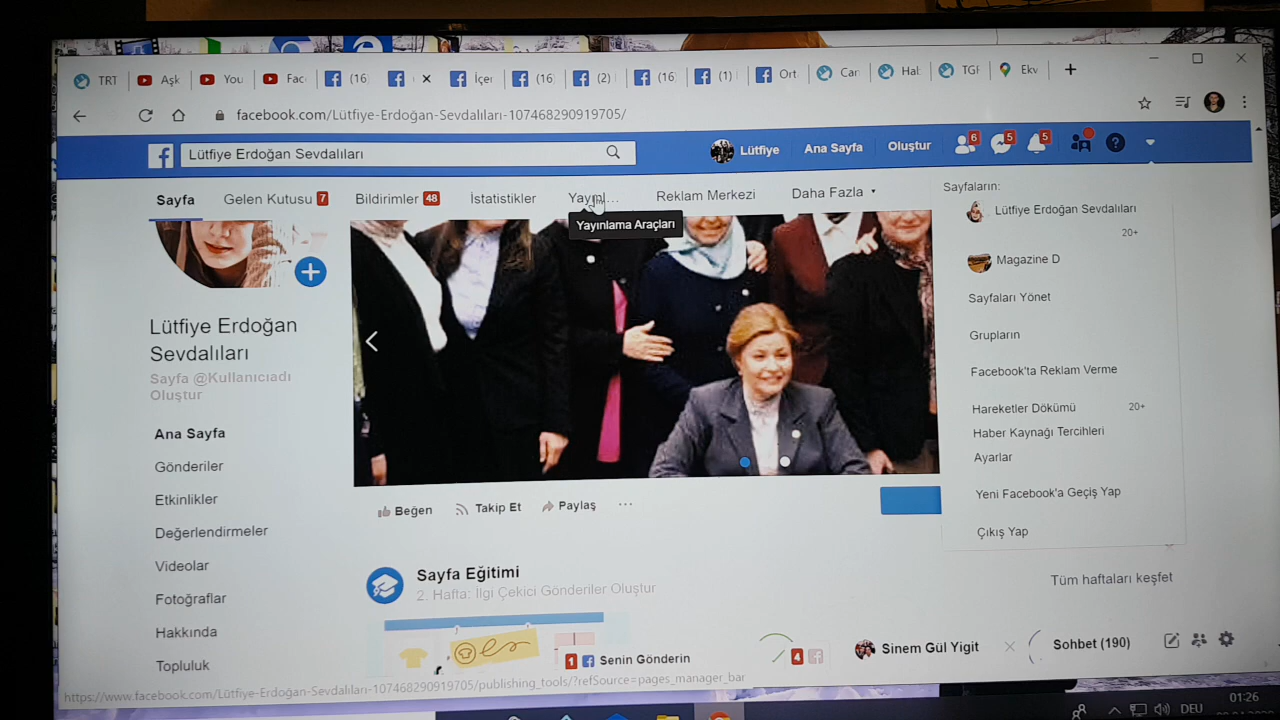 TRT
Aşk
You
Fac
(16
İçer
(16
(2)
(16
(1)
Ort
Car
Hab
TGF
Ekv
facebook.com/Lütfiye-Erdoğan-Sevdalıları-107468290919705/
Lütfiye Erdoğan Sevdalıları
Lütfiye
Ana Sayfa
Oluştur
6
5
5
Sayfa
Gelen Kutusu 7
Bildirimler 48
İstatistikler
Yayınl...
Reklam Merkezi
Daha Fazla
Yayınlama Araçları
Lütfiye Erdoğan
Sevdalıları
Sayfa @Kullanıcıadı
Oluştur
Ana Sayfa
Gönderiler
Etkinlikler
Değerlendirmeler
Videolar
Fotoğraflar
Hakkında
Topluluk
Beğen
Takip Et
Paylaş
...
Sayfa Eğitimi
2. Hafta: İlgi Çekici Gönderiler Oluştur
Tüm haftaları keşfet
Sayfaların:
Lütfiye Erdoğan Sevdalıları
20+
Magazine D
Sayfaları Yönet
Grupların
Facebook'ta Reklam Verme
Hareketler Dökümü 20+
Haber Kaynağı Tercihleri
Ayarlar
Yeni Facebook'a Geçiş Yap
Çıkış Yap
1 Senin Gönderin
4
Sinem Gül Yigit
Sohbet (190)
https://www.facebook.com/Lütfiye-Erdoğan-Sevdalıları-107468290919705/publishing_tools/?refSource=pages_manager_bar
DEU
01:26